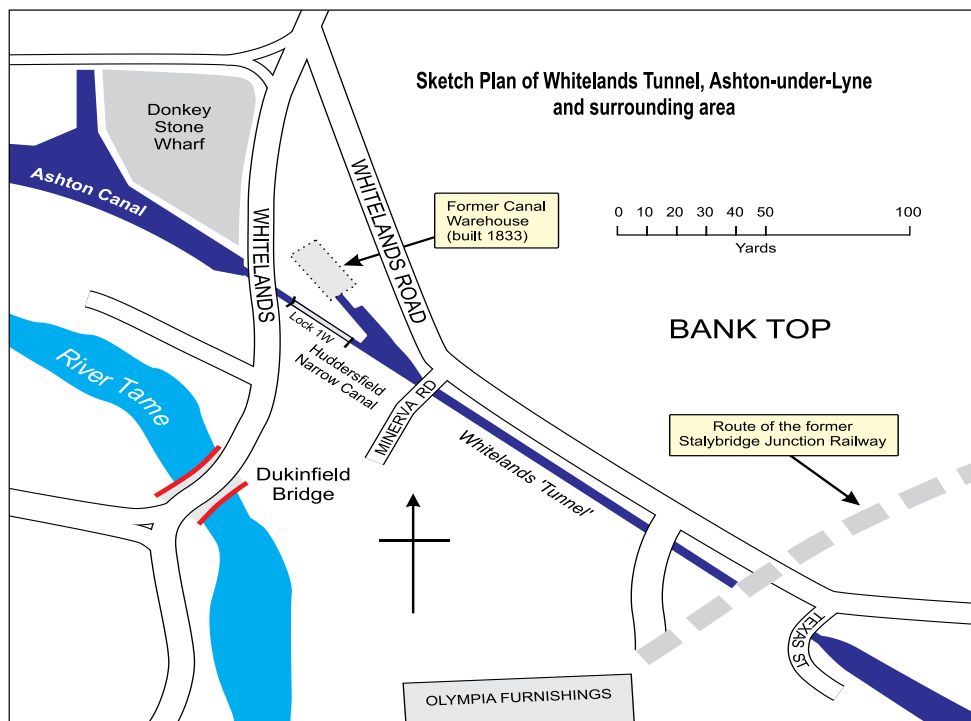 Sketch Plan of Whitelands Tunnel, Ashton-under-Lyne
and surrounding area
Donkey
Stone
Wharf
Ashton Canal
WHITELANDS
WHITELANDS ROAD
Former Canal
Warehouse
(built 1833)
0 10 20 30 40 50 100
Yards
Lock 1W
Huddersfield
Narrow Canal
BANK TOP
River Tame
MINERVA RD
Whitelands 'Tunnel'
Route of the former
Stalybridge Junction Railway
Dukinfield
Bridge
TEXAS ST
OLYMPIA FURNISHINGS